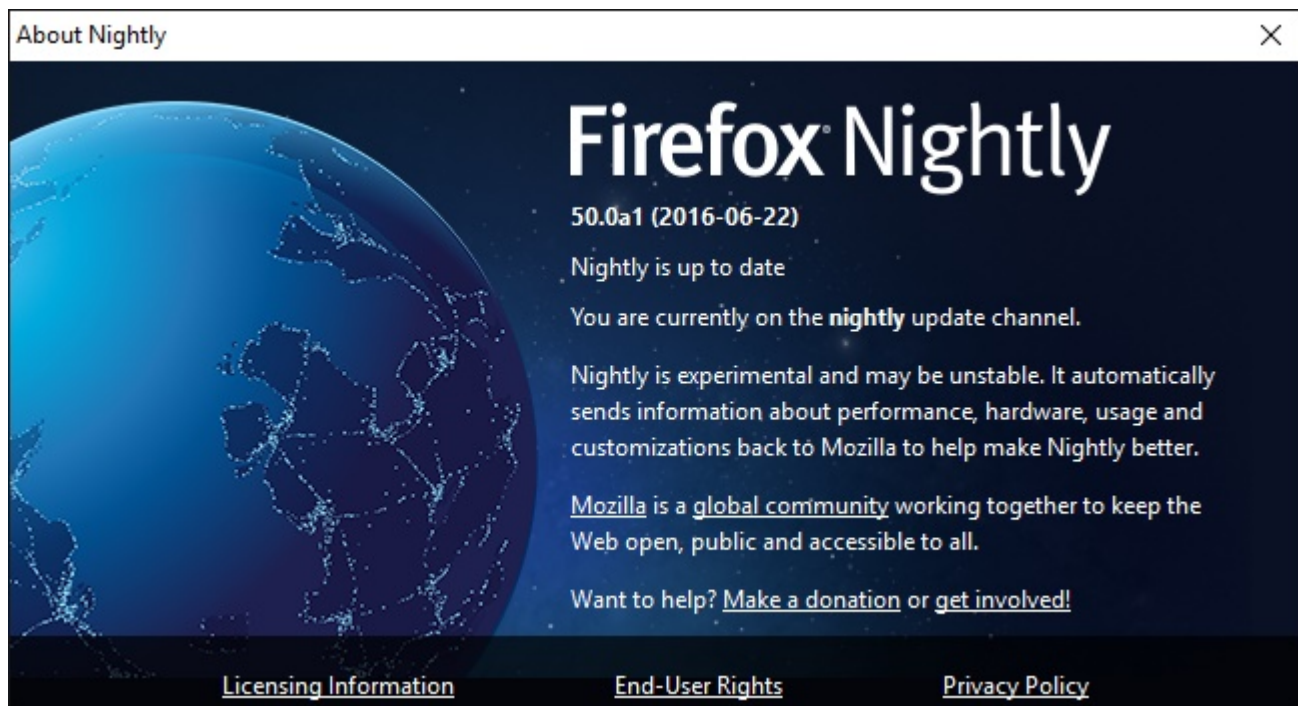 About Nightly
Firefox Nightly
50.0a1 (2016-06-22)
Nightly is up to date
You are currently on the nightly update channel.
Nightly is experimental and may be unstable. It automatically
sends information about performance, hardware, usage and
customizations back to Mozilla to help make Nightly better.
Mozilla is a global community working together to keep the
Web open, public and accessible to all.
Want to help? Make a donation or get involved!
Licensing Information End-User Rights Privacy Policy